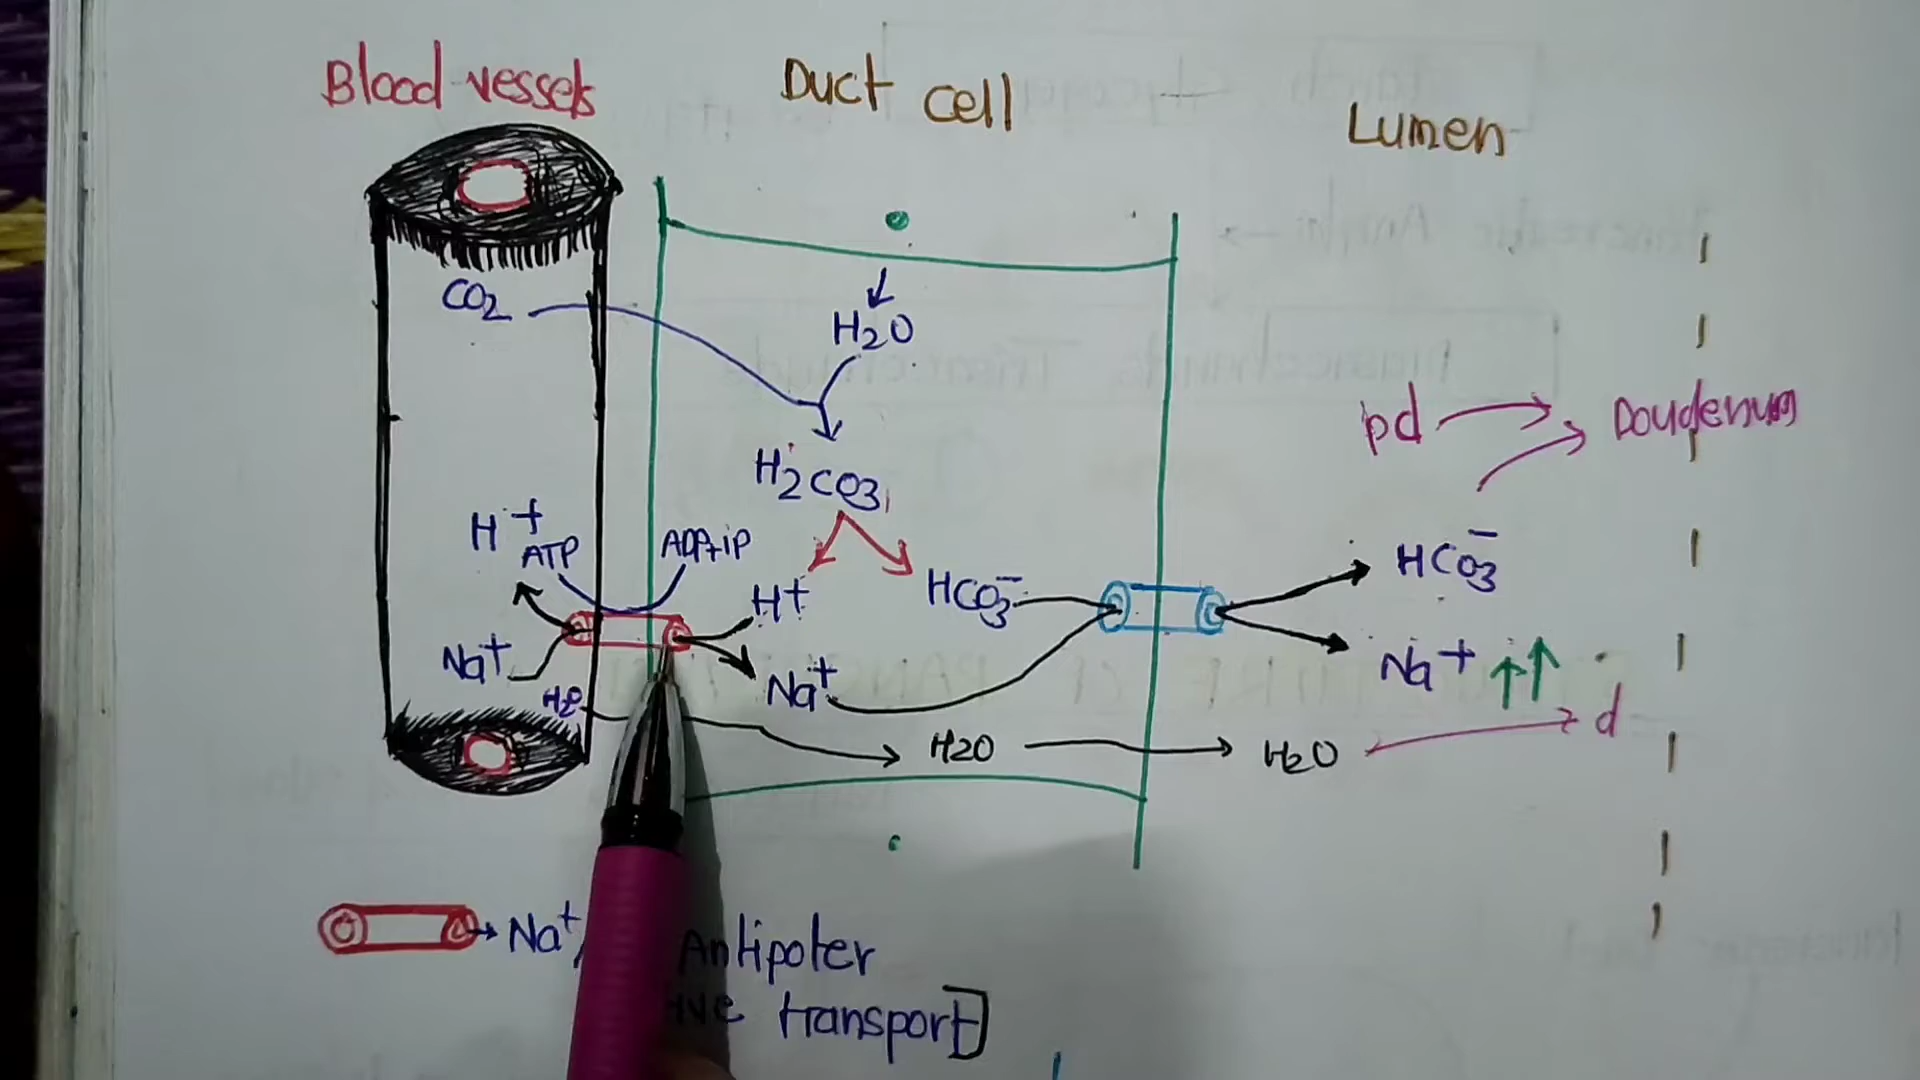 Blood vessels
Duct cell
Lumen
CO2
H2O
pd
Doudenum
H2CO3
H+
ATP
ADP+iP
HCO3-
H+
HCO3-
Na+
Na+
Na+
H2O
H2O
H2O
d
Na+/ Antipoter
transport]